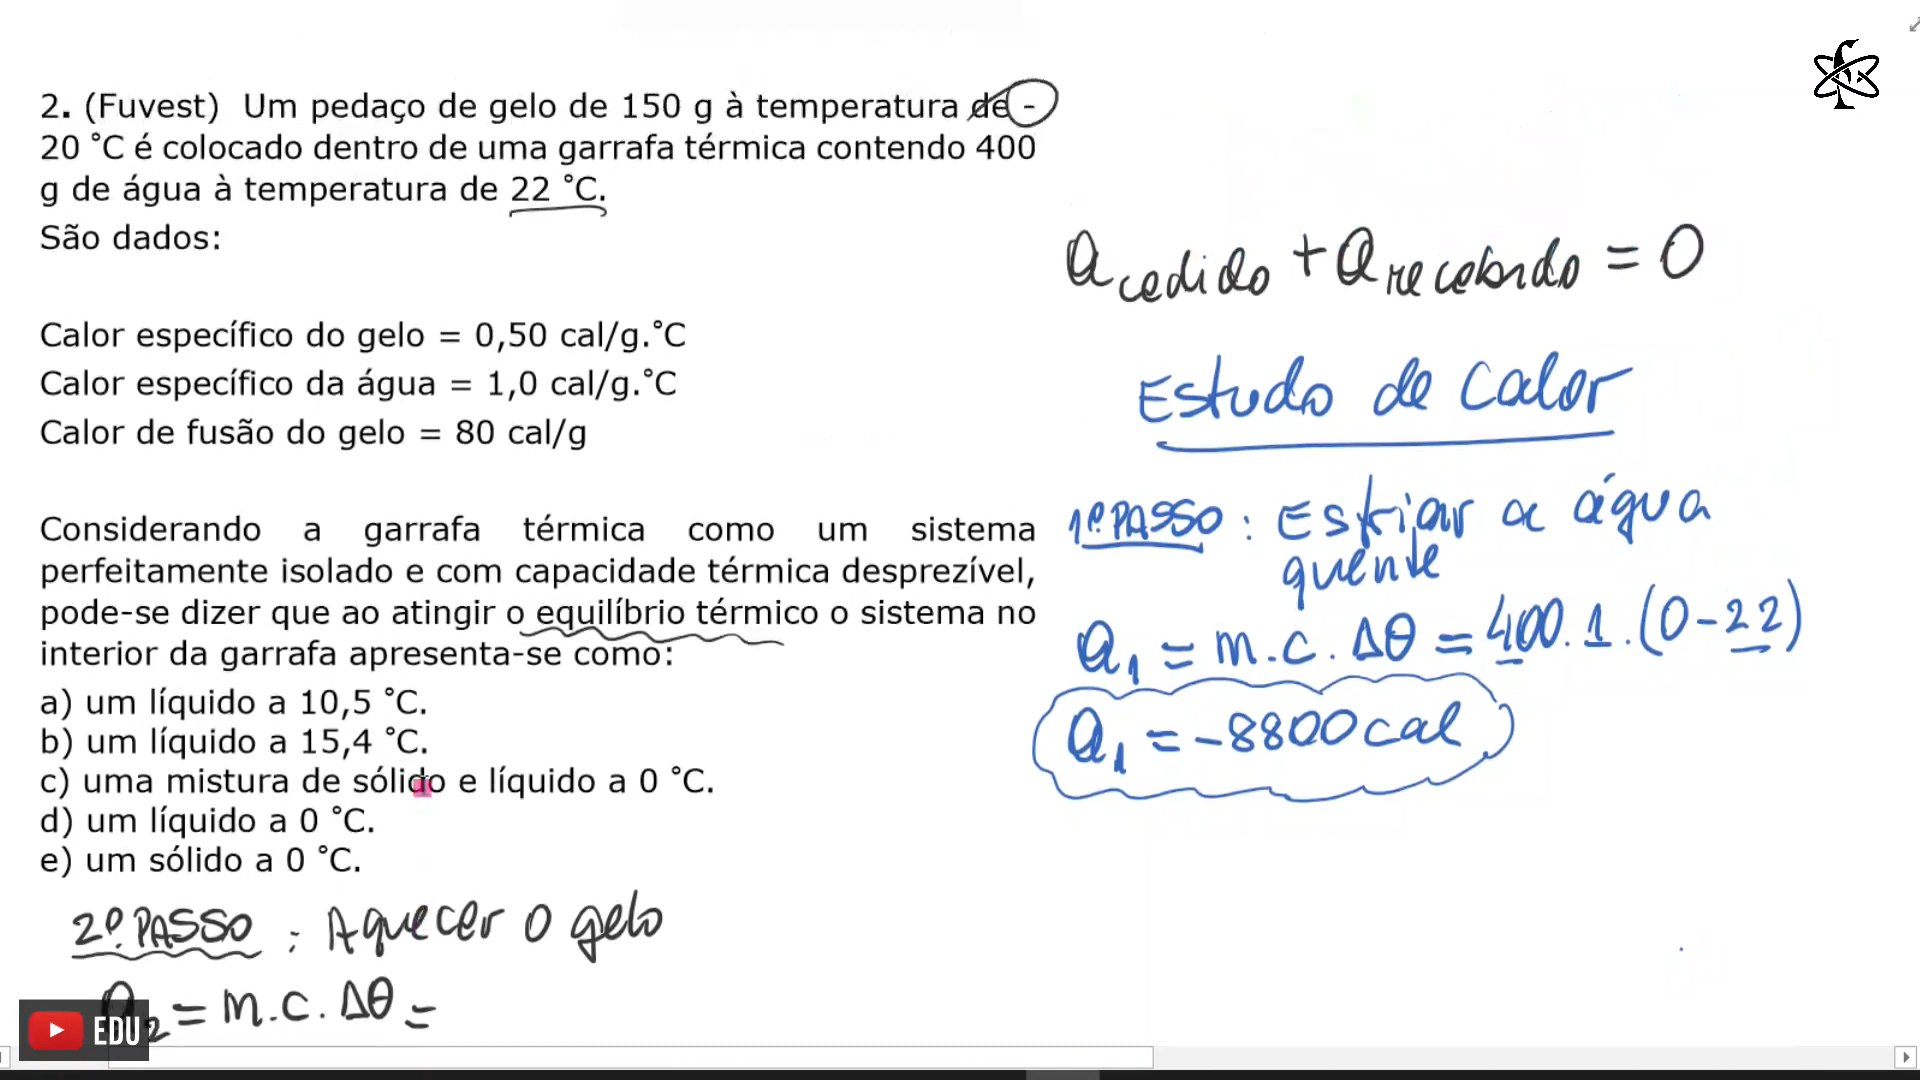 2. (Fuvest) Um pedaço de gelo de 150 g à temperatura de -
20 °C é colocado dentro de uma garrafa térmica contendo 400
g de água à temperatura de 22 °C.
São dados:
Calor específico do gelo = 0,50 cal/g.°C
Calor específico da água = 1,0 cal/g.°C
Calor de fusão do gelo = 80 cal/g
Considerando a garrafa térmica como um sistema
perfeitamente isolado e com capacidade térmica desprezível,
pode-se dizer que ao atingir o equilíbrio térmico o sistema no
interior da garrafa apresenta-se como:
a) um líquido a 10,5 °C.
b) um líquido a 15,4 °C.
c) uma mistura de sólido e líquido a 0 °C.
d) um líquido a 0 °C.
e) um sólido a 0 °C.
2º PASSO : Aquecer o gelo
Q2 = m.c.Δθ =
EDU
Qcedido + Qrecebido = 0
Estudo de Calor
1º PASSO : Esfriar a água
quente
Q1 = m.c.Δθ = 400.1.(0-22)
Q1 = -8800 cal